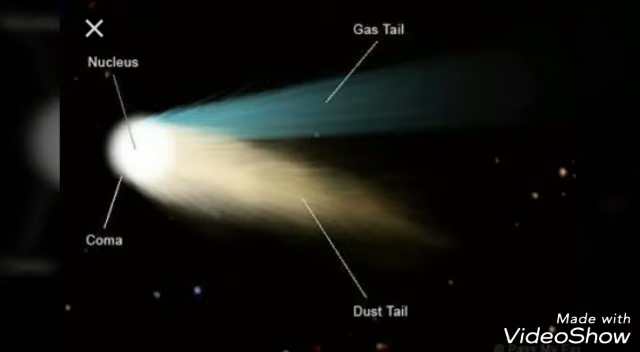 Gas Tail
Nucleus
Coma
Dust Tail
Made with
VideoShow